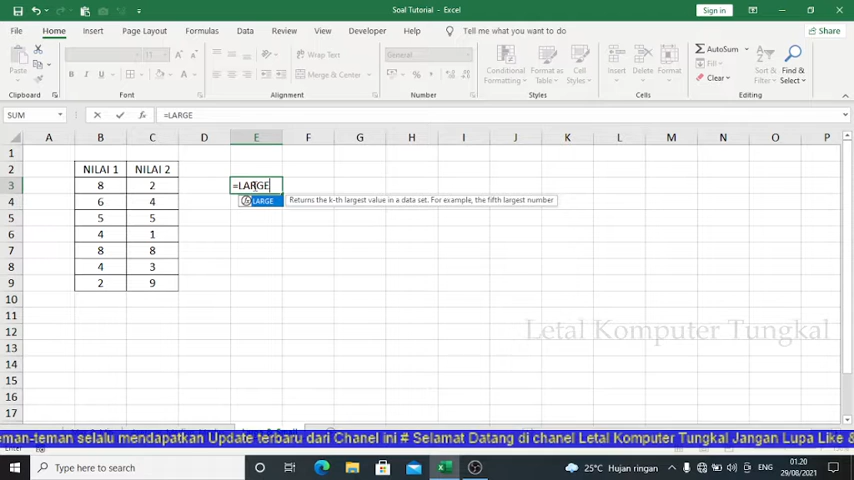 Soal Tutorial - Excel
Sign in
File Home Insert Page Layout Formulas Data Review View Developer Help Tell me what you want to do Share
Paste
General
Wrap Text
Merge & Center
Conditional Formatting
Format as Table
Cell Styles
Insert Delete Format
AutoSum
Clear
Sort & Filter
Find & Select
Clipboard Font Alignment Number Styles Cells Editing
SUM =LARGE
A B C D E F G H I J K L M N O P
1
2 NILAI 1 NILAI 2
3 8 2 =LARGE
4 6 4 LARGE Returns the k-th largest value in a data set. For example, the fifth largest number
5 5 5
6 4 1
7 8 8
8 4 3
9 2 9
10
11
12 Letal Komputer Tungkal
13
14
15
16
17
eman-teman selalu mendapatkan Update terbaru dari Chanel ini # Selamat Datang di chanel Letal Komputer Tungkal Jangan Lupa Like &
Type here to search
25°C Hujan ringan
ENG
01.20
29/08/2021